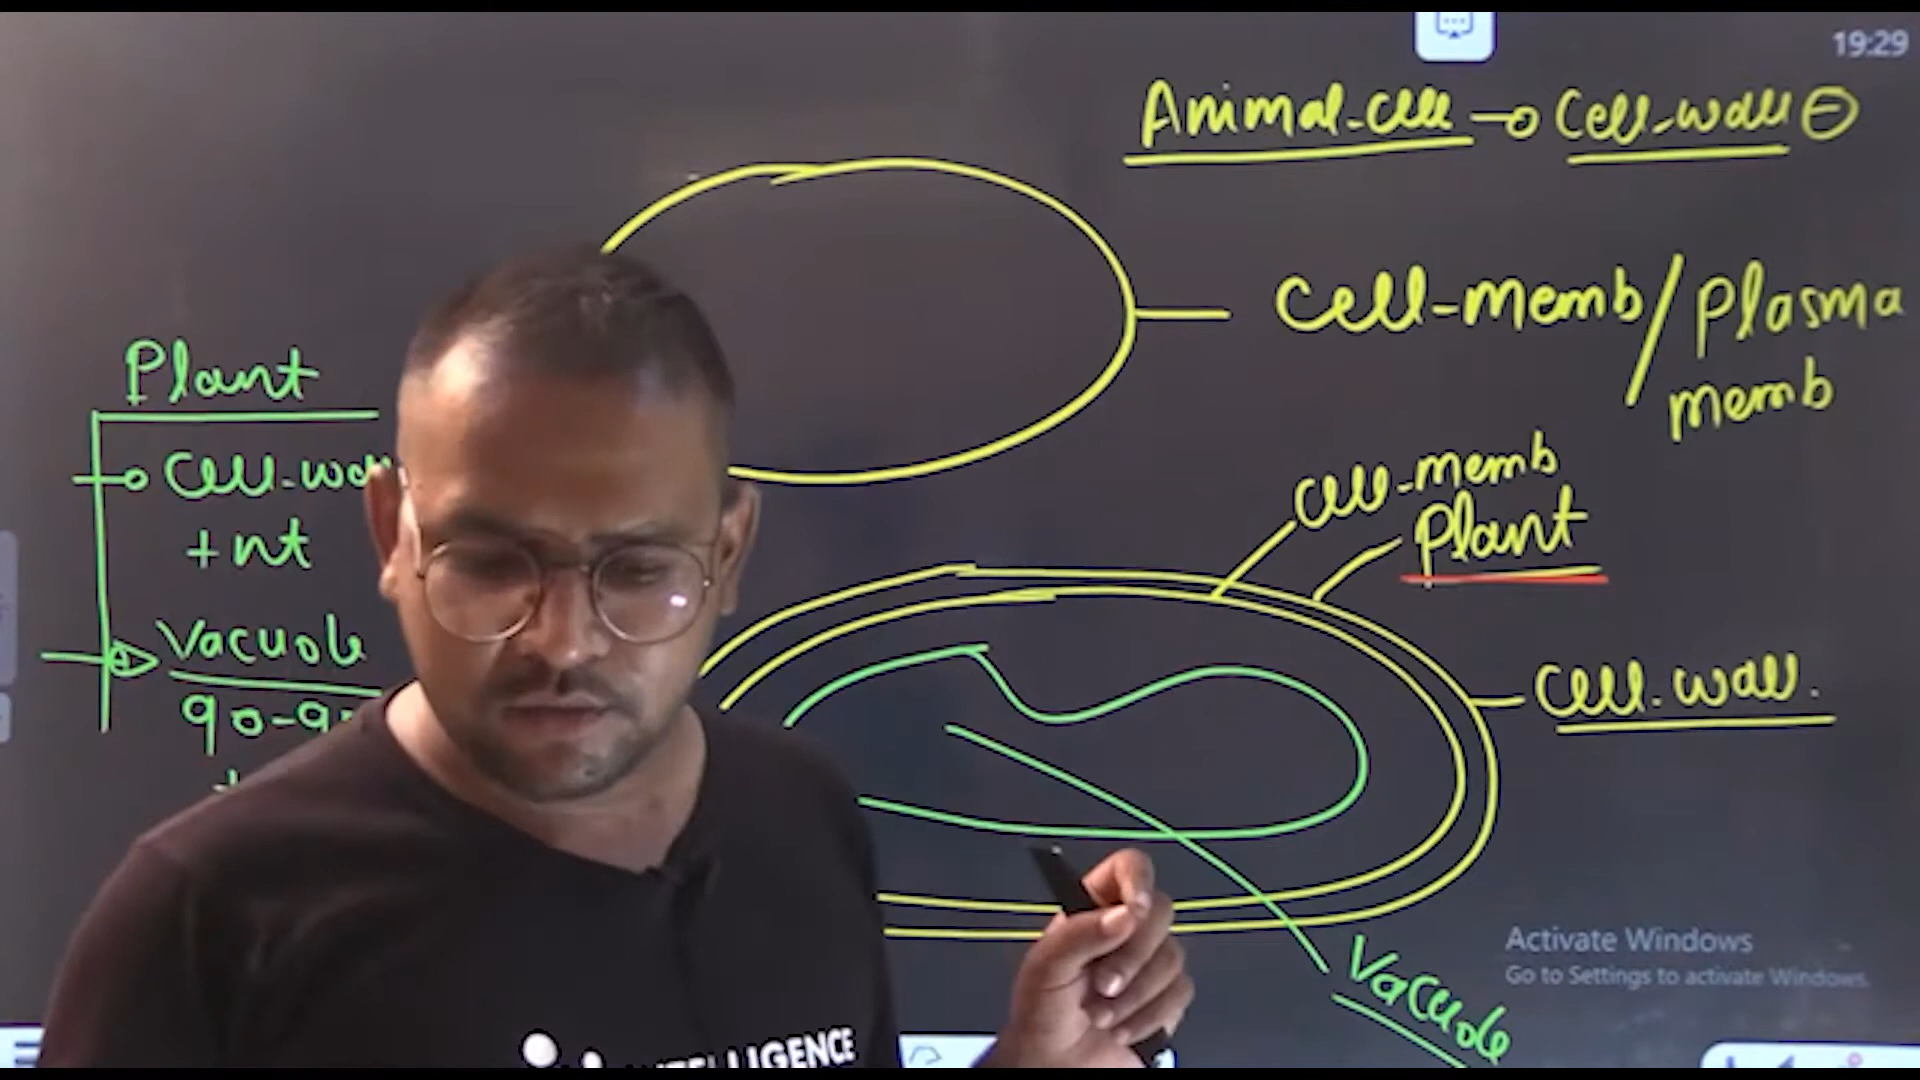 19:29
Animal-cell → Cell-wall ⊖
Cell-memb/Plasma
memb
Cell-memb
Plant
Cell-wall.
Vacuole
Plant
Cell-wa
+nt
Vacuole
90-9
Activate Windows
Go to Settings to activate Windows.
INTELLIGENCE